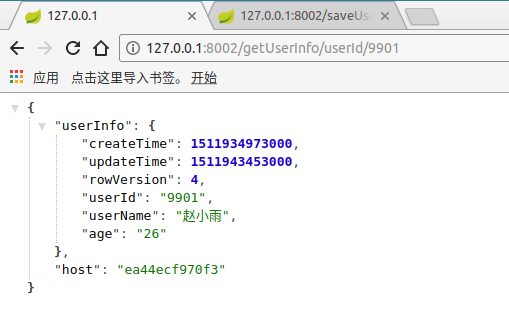 127.0.0.1
127.0.0.1:8002/saveUs
127.0.0.1:8002/getUserInfo/userId/9901
应用 点击这里导入书签。 开始
{
"userInfo": {
"createTime": 1511934973000,
"updateTime": 1511943453000,
"rowVersion": 4,
"userId": "9901",
"userName": "赵小雨",
"age": "26"
},
"host": "ea44ecf970f3"
}